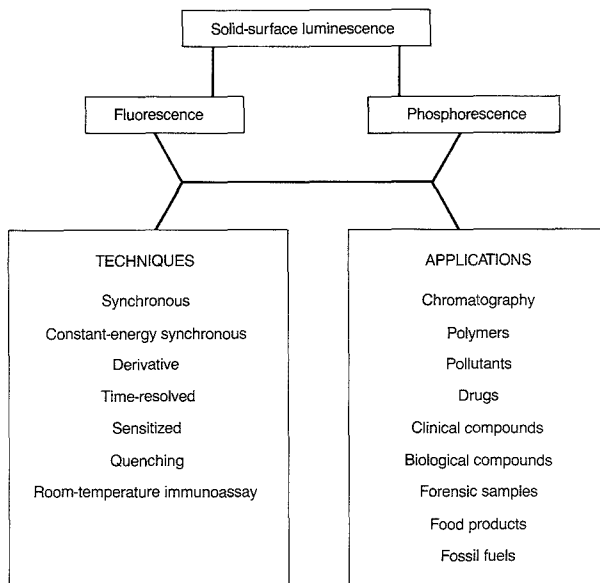 Solid-surface luminescence
Fluorescence
Phosphorescence
TECHNIQUES
Synchronous
Constant-energy synchronous
Derivative
Time-resolved
Sensitized
Quenching
Room-temperature immunoassay
APPLICATIONS
Chromatography
Polymers
Pollutants
Drugs
Clinical compounds
Biological compounds
Forensic samples
Food products
Fossil fuels